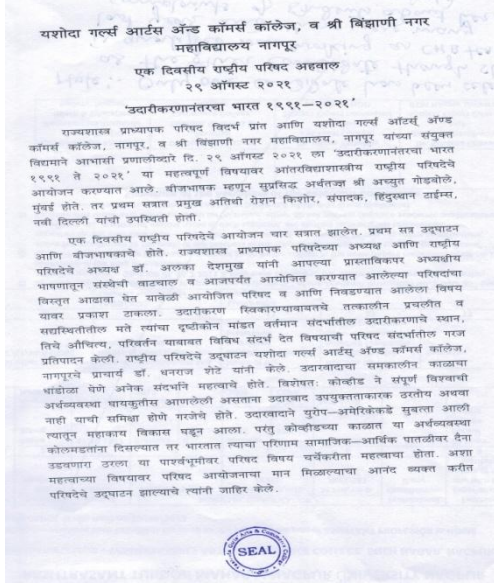 यशोदा गर्ल्स आर्टस अ‍ॅन्ड कॉमर्स कॉलेज, व श्री बिंझाणी नगर
महाविद्यालय नागपूर
एक दिवसीय राष्ट्रीय परिषद अहवाल
२९ ऑगस्ट २०२१
'उदारीकरणानंतरचा भारत १९९१–२०२१'
राज्यशास्त्र प्राध्यापक परिषद विदर्भ प्रांत आणि यशोदा गर्ल्स आर्टस् अ‍ॅण्ड
कॉमर्स कॉलेज, नागपूर, व श्री बिंझाणी नगर महाविद्यालय, नागपूर यांच्या संयुक्त
विद्यमाने आभासी प्रणालीव्दारे दि. २९ ऑगस्ट २०२१ ला 'उदारीकरणानंतरचा भारत
१९९१ ते २०२१' या महत्वपूर्ण विषयावर आंतरविद्याशास्त्रीय राष्ट्रीय परिषदेचे
आयोजन करण्यात आले. बीजभाषक म्हणून सुप्रसिद्ध अर्थतज्ज्ञ श्री अच्युत गोडबोले,
मुंबई होते. तर प्रथम सत्रात प्रमुख अतिथी रोशन किशोर, संपादक, हिंदुस्थान टाईम्स,
नवी दिल्ली यांची उपस्थिती होती.
एक दिवसीय राष्ट्रीय परिषदेचे आयोजन चार सत्रात झालेत. प्रथम सत्र उद्घाटन
आणि बीजभाषकाचे होते. राज्यशास्त्र प्राध्यापक परिषदेच्या अध्यक्ष आणि राष्ट्रीय
परिषदेचे अध्यक्ष डॉ. अलका देशमुख यांनी आपल्या प्रास्ताविकपर अध्यक्षीय
भाषणातून संस्थेची वाटचाल व आजपर्यंत आयोजित करण्यात आलेल्या परिषदांचा
विस्तृत आढावा घेत यावेळी आयोजित परिषद व आणि निवडण्यात आलेला विषय
यावर प्रकाश टाकला. उदारीकरण स्विकारण्याबाबतचे तत्कालीन प्रचलीत व
सद्यस्थितीतील मते त्यांचा दृष्टीकोन मांडत वर्तमान संदर्भातील उदारीकरणाचे स्थान,
तिचे औचित्य, परिवर्तन याबाबत विविध संदर्भ देत विषयाची परिषद संदर्भातील गरज
प्रतिपादन केली. राष्ट्रीय परिषदेचे उद्घाटन यशोदा गर्ल्स आर्टस् अ‍ॅण्ड कॉमर्स कॉलेज,
नागपूरचे प्राचार्य डॉ. धनराज शेटे यांनी केले. उदारवादाचा समकालीन काळाचा
धांडोळा घेणे अनेक संदर्भाने महत्वाचे होते. विशेषतः कोव्हीड ने संपूर्ण विश्वाची
अर्थव्यवस्था घायकुतीस आणलेली असताना उदारवाद उपयुक्तताकारक ठरतोय अथवा
नाही याची समिक्षा होणे गरजेचे होते. उदारवादाने युरोप–अमेरिकेकडे सुबत्ता आली
त्यातून महाकाय विकास घडून आला. परंतु कोव्हीडच्या काळात या अर्थव्यवस्था
कोलमडतांना दिसल्यात तर भारतात त्याचा परिणाम सामाजिक–आर्थिक पातळीवर दैना
उडवणारा ठरला या पार्श्वभूमीवर परिषद विषय चर्चेकरीता महत्वाचा होता. अशा
महत्वाच्या विषयावर परिषद आयोजनाचा मान मिळाल्याचा आनंद व्यक्त करीत
परिषदेचे उद्घाटन झाल्याचे त्यांनी जाहिर केले.
SEAL